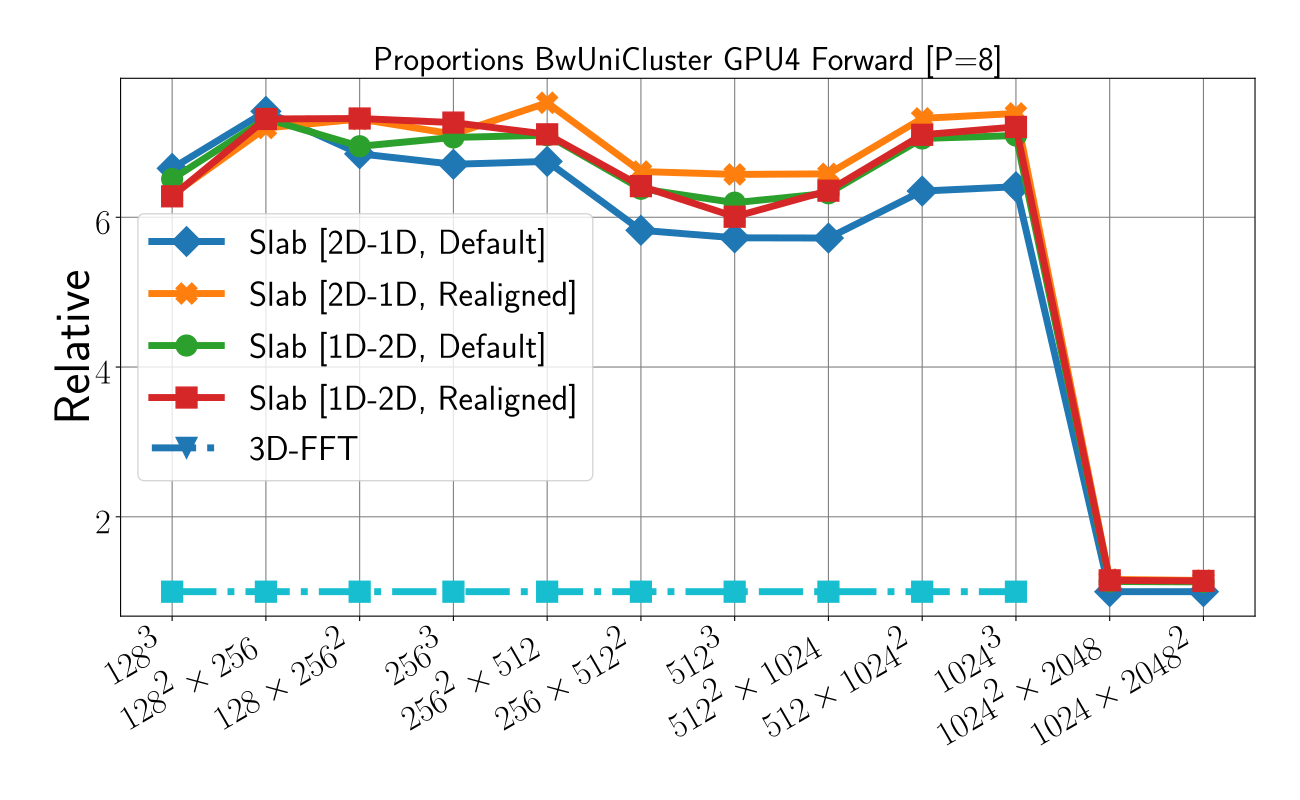 Proportions BwUniCluster GPU4 Forward [P=8]
Relative
6
4
2
Slab [2D-1D, Default]
Slab [2D-1D, Realigned]
Slab [1D-2D, Default]
Slab [1D-2D, Realigned]
3D-FFT
128³
128² × 256
128 × 256²
256³
256² × 512
256 × 512²
512³
512² × 1024
512 × 1024²
1024³
1024² × 2048
1024 × 2048²